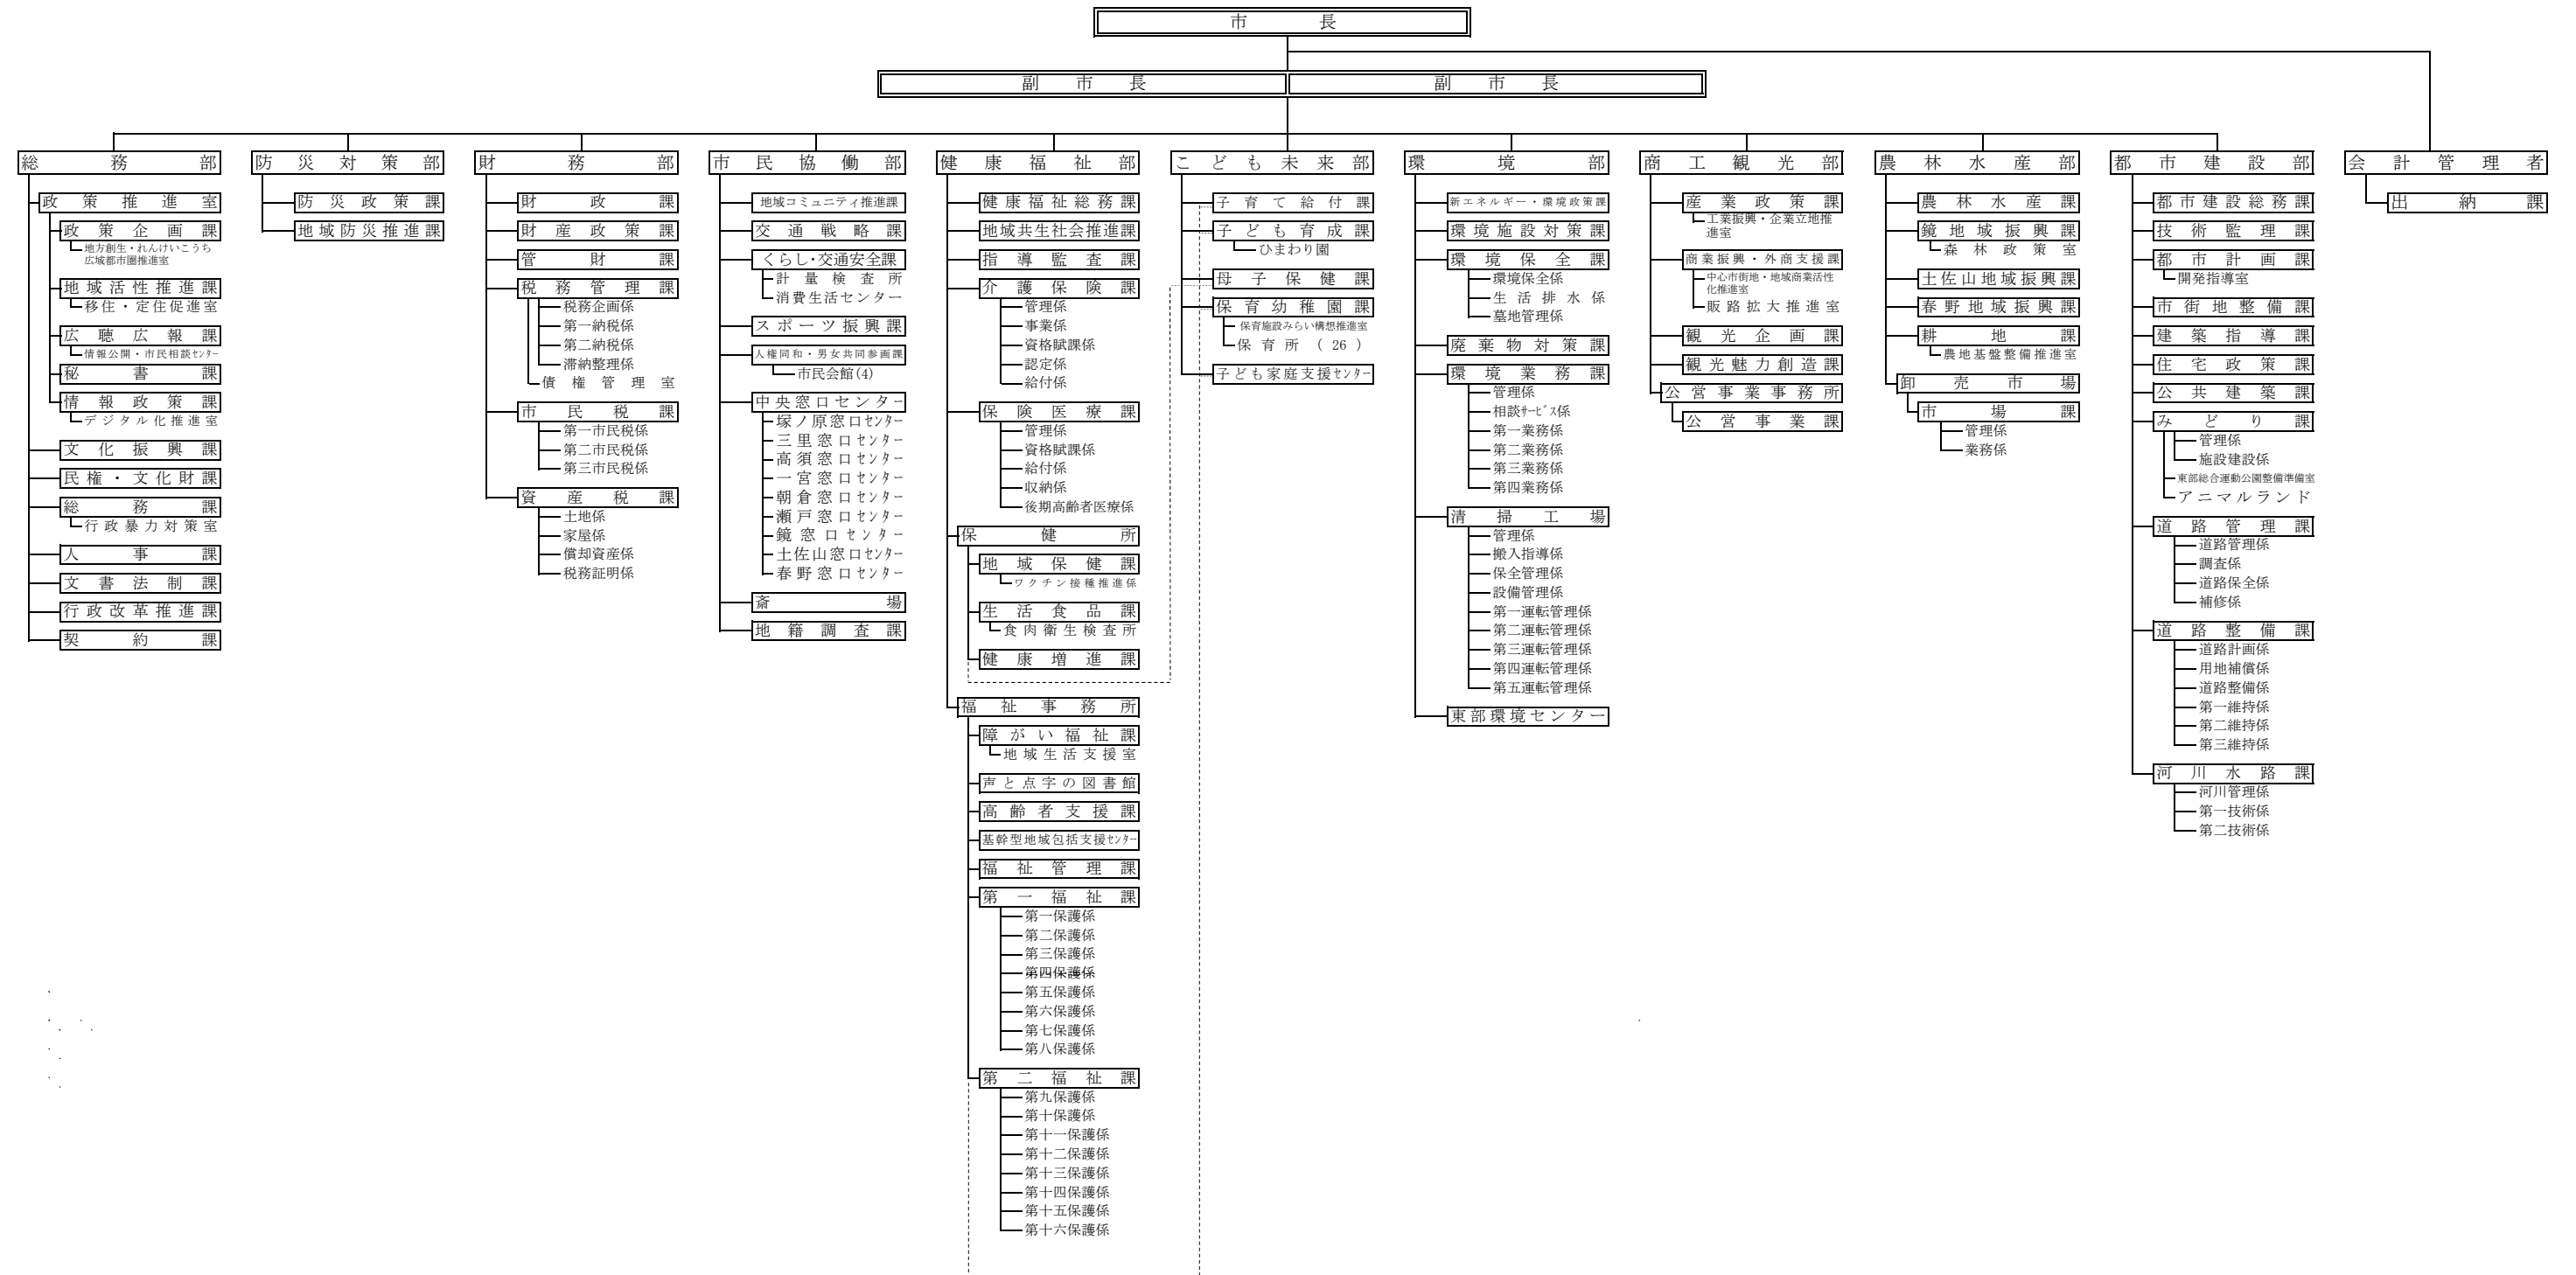 市長
副市長
副市長
総務部
政策推進室
政策企画課
地方創生・れんけいこうち
広域都市圏推進室
地域活性推進課
移住・定住促進室
広聴広報課
情報公開・市民相談ｾﾝﾀｰ
秘書課
情報政策課
デジタル化推進室
文化振興課
民権・文化財課
総務課
行政暴力対策室
人事課
文書法制課
行政改革推進課
契約課
防災対策部
防災政策課
地域防災推進課
財務部
財政課
財産政策課
管財課
税務管理課
税務企画係
第一納税係
第二納税係
滞納整理係
債権管理室
市民税課
第一市民税係
第二市民税係
第三市民税係
資産税課
土地係
家屋係
償却資産係
税務証明係
市民協働部
地域コミュニティ推進課
交通戦略課
くらし・交通安全課
計量検査所
消費生活センター
スポーツ振興課
人権同和・男女共同参画課
市民会館(4)
中央窓口センター
塚ノ原窓口ｾﾝﾀｰ
三里窓口ｾﾝﾀｰ
高須窓口ｾﾝﾀｰ
一宮窓口ｾﾝﾀｰ
朝倉窓口ｾﾝﾀｰ
瀬戸窓口ｾﾝﾀｰ
鏡窓口センター
土佐山窓口ｾﾝﾀｰ
春野窓口ｾﾝﾀｰ
斎場
地籍調査課
健康福祉部
健康福祉総務課
地域共生社会推進課
指導監査課
介護保険課
管理係
事業係
資格賦課係
認定係
給付係
保険医療課
管理係
資格賦課係
給付係
収納係
後期高齢者医療係
保健所
地域保健課
ワクチン接種推進係
生活食品課
食肉衛生検査所
健康増進課
福祉事務所
障がい福祉課
地域生活支援室
声と点字の図書館
高齢者支援課
基幹型地域包括支援ｾﾝﾀｰ
福祉管理課
第一福祉課
第一保護係
第二保護係
第三保護係
第四保護係
第五保護係
第六保護係
第七保護係
第八保護係
第二福祉課
第九保護係
第十保護係
第十一保護係
第十二保護係
第十三保護係
第十四保護係
第十五保護係
第十六保護係
こども未来部
子育て給付課
子ども育成課
ひまわり園
母子保健課
保育幼稚園課
保育施設みらい構想推進室
保育所(26)
子ども家庭支援ｾﾝﾀｰ
環境部
新エネルギー・環境政策課
環境施設対策課
環境保全課
環境保全係
生活排水係
墓地管理係
廃棄物対策課
環境業務課
管理係
相談ｻｰﾋﾞｽ係
第一業務係
第二業務係
第三業務係
第四業務係
清掃工場
管理係
搬入指導係
保全管理係
設備管理係
第一運転管理係
第二運転管理係
第三運転管理係
第四運転管理係
第五運転管理係
東部環境センター
商工観光部
産業政策課
工業振興・企業立地推
進室
商業振興・外商支援課
中心市街地・地域商業活性
化推進室
販路拡大推進室
観光企画課
観光魅力創造課
公営事業事務所
公営事業課
農林水産部
農林水産課
鏡地域振興課
森林政策室
土佐山地域振興課
春野地域振興課
耕地課
農地基盤整備推進室
卸売市場
市場課
管理係
業務係
都市建設部
都市建設総務課
技術監理課
都市計画課
開発指導室
市街地整備課
建築指導課
住宅政策課
公共建築課
みどり課
管理係
施設建設係
東部総合運動公園整備準備室
アニマルランド
道路管理課
道路管理係
調査係
道路保全係
補修係
道路整備課
道路計画係
用地補償係
道路整備係
第一維持係
第二維持係
第三維持係
河川水路課
河川管理係
第一技術係
第二技術係
会計管理者
出納課